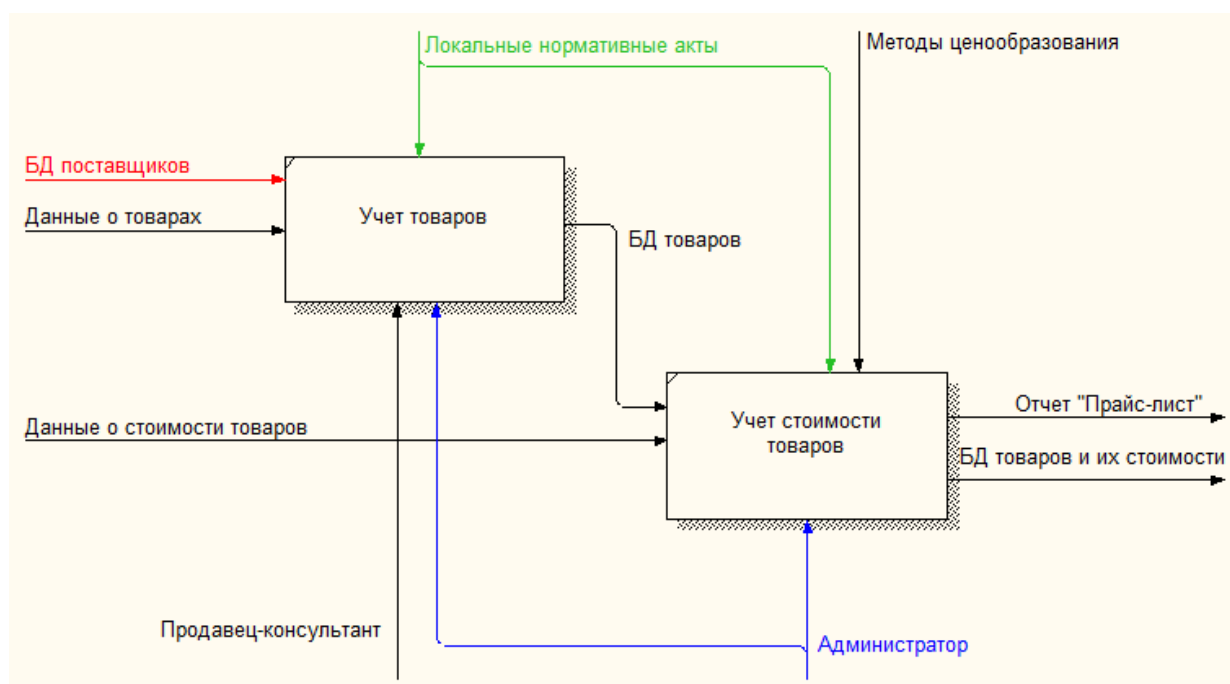 Локальные нормативные акты
Методы ценообразования
БД поставщиков
Данные о товарах
Учет товаров
БД товаров
Данные о стоимости товаров
Учет стоимости
товаров
Отчет "Прайс-лист"
БД товаров и их стоимости
Продавец-консультант
Администратор